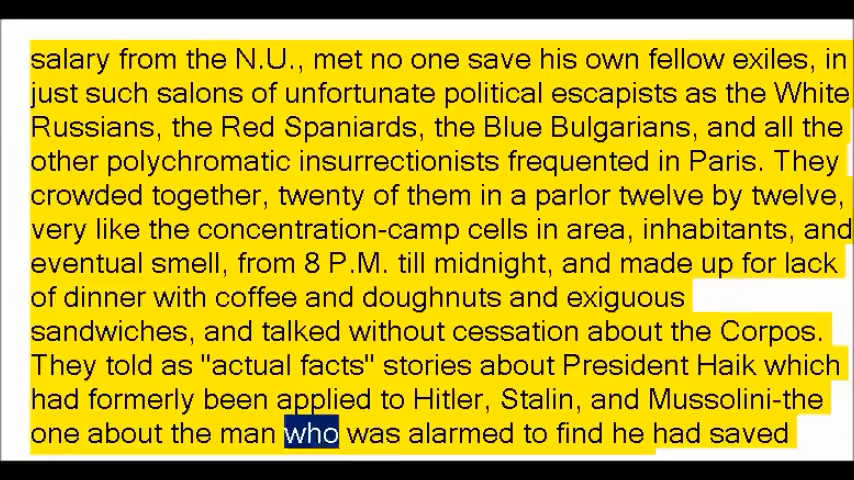 salary from the N.U., met no one save his own fellow exiles, in
just such salons of unfortunate political escapists as the White
Russians, the Red Spaniards, the Blue Bulgarians, and all the
other polychromatic insurrectionists frequented in Paris. They
crowded together, twenty of them in a parlor twelve by twelve,
very like the concentration-camp cells in area, inhabitants, and
eventual smell, from 8 P.M. till midnight, and made up for lack
of dinner with coffee and doughnuts and exiguous
sandwiches, and talked without cessation about the Corpos.
They told as "actual facts" stories about President Haik which
had formerly been applied to Hitler, Stalin, and Mussolini-the
one about the man who was alarmed to find he had saved